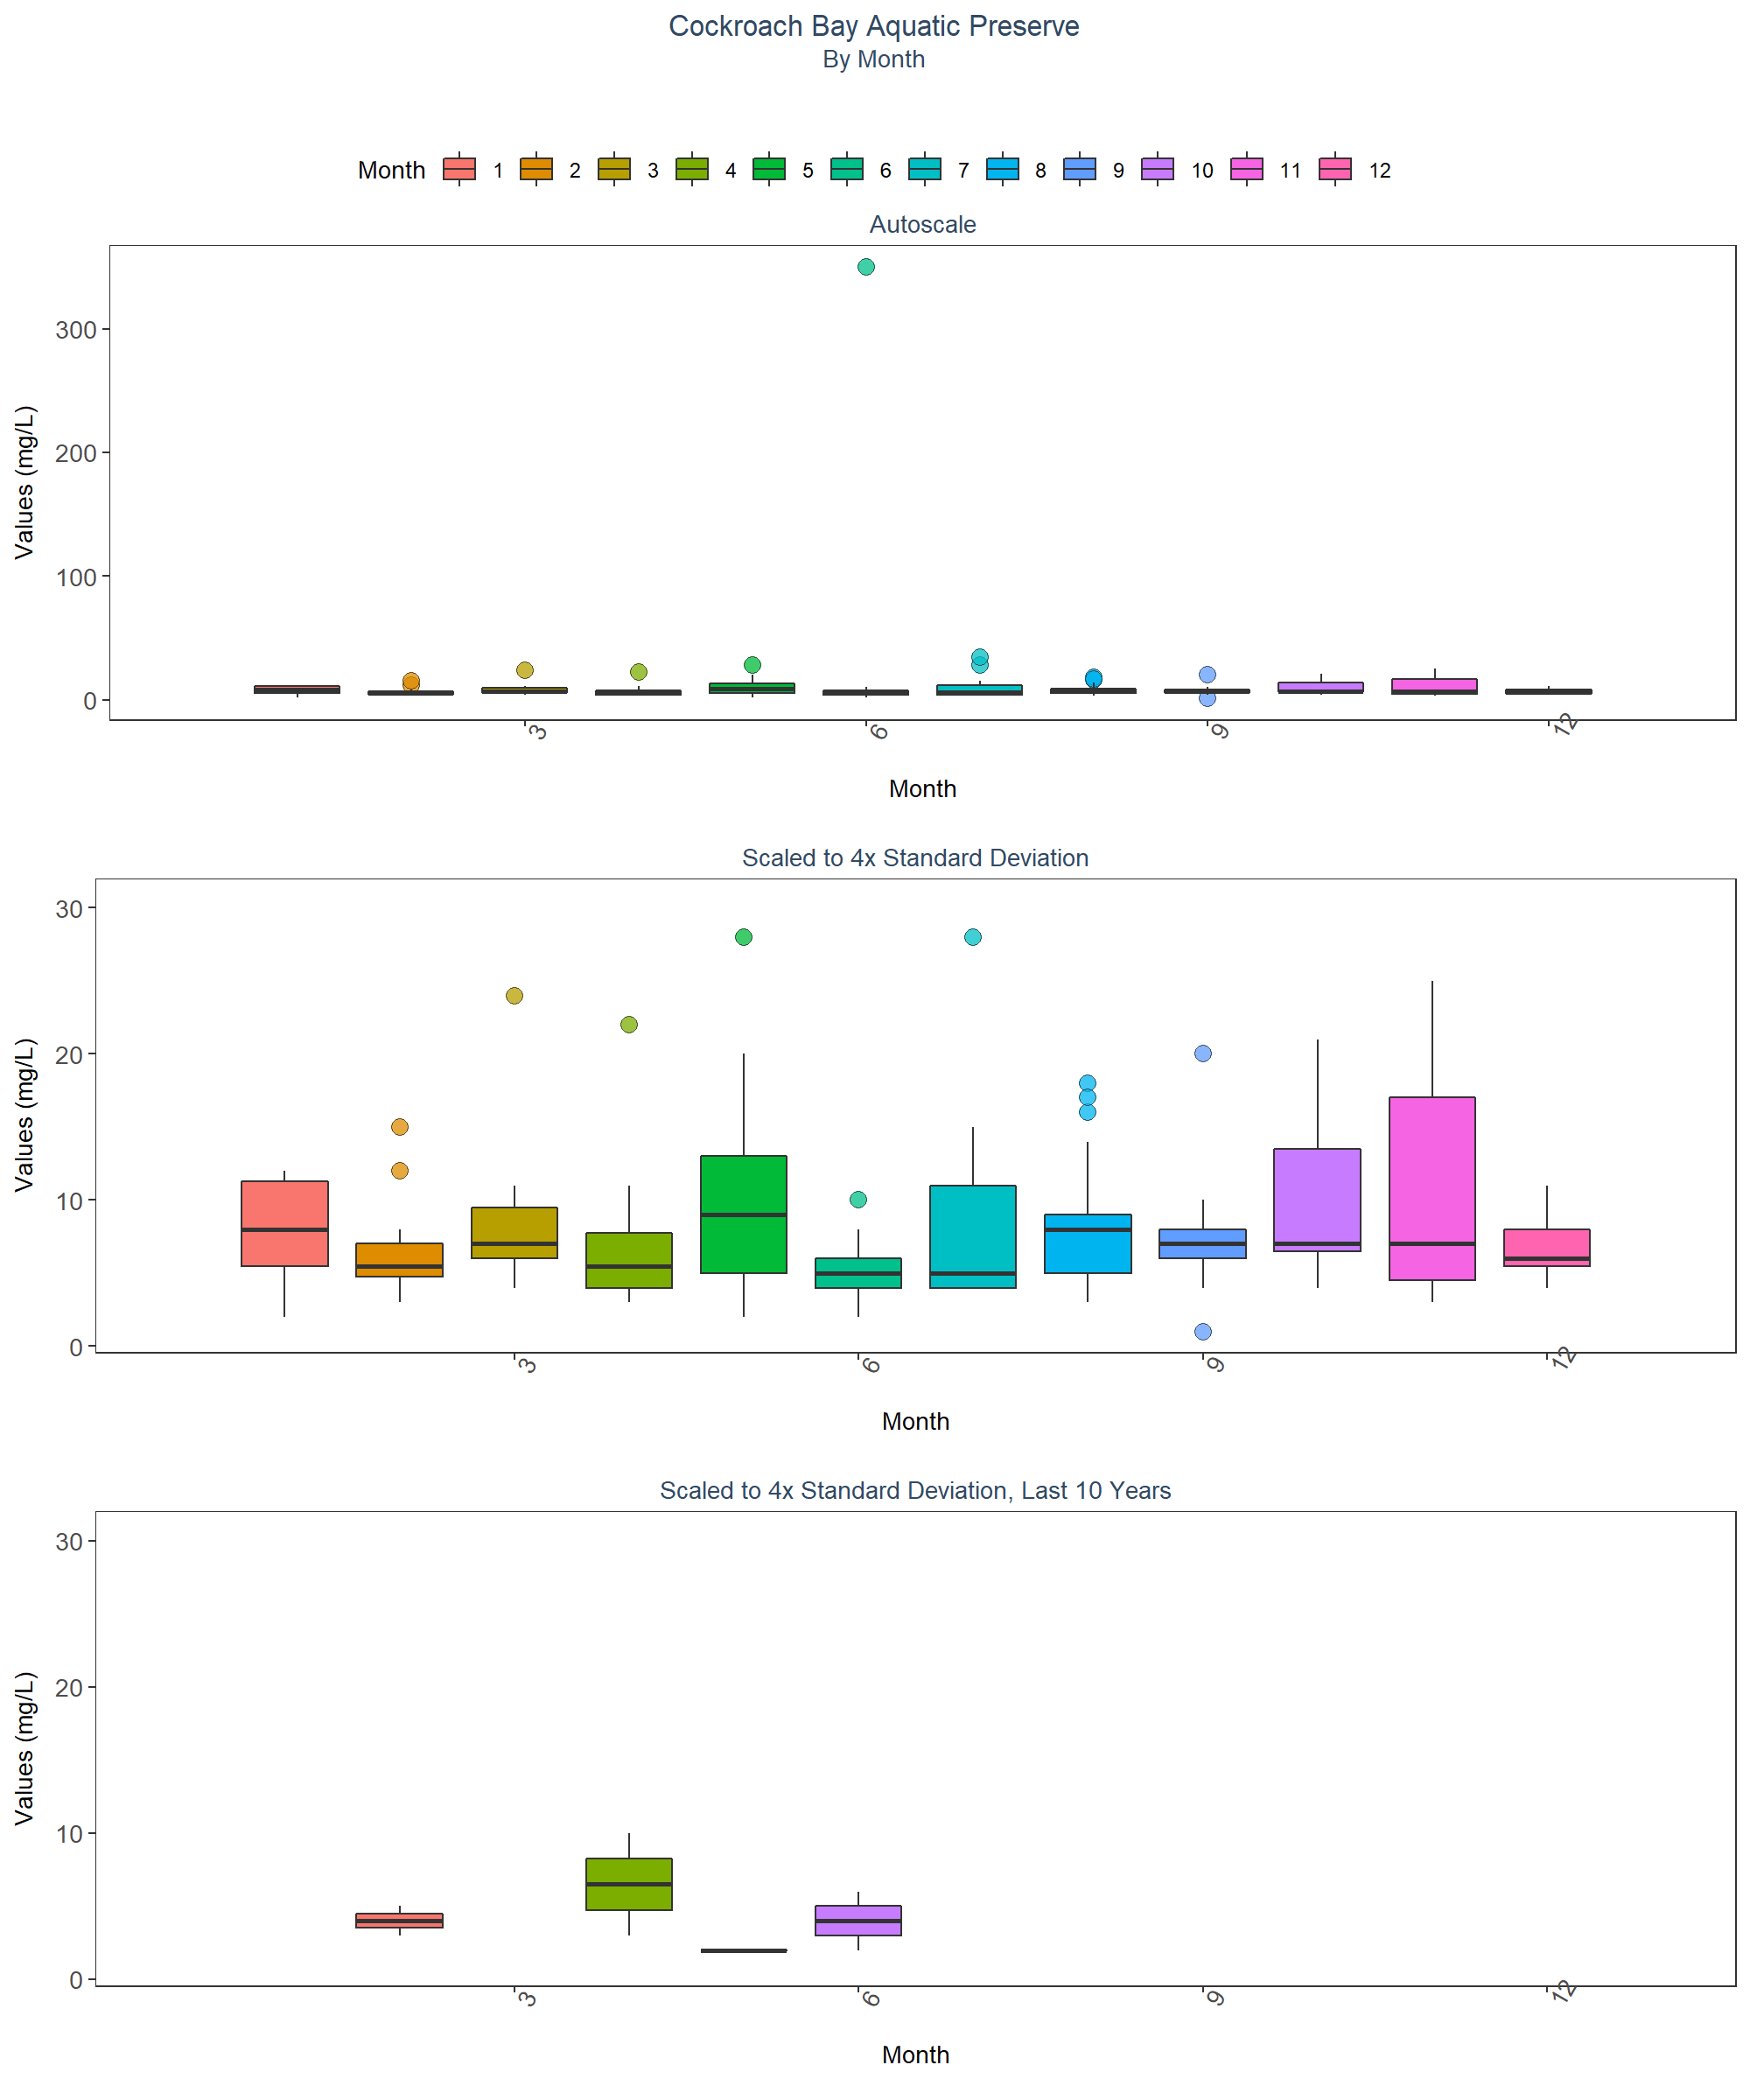 Cockroach Bay Aquatic Preserve
By Month
Month 1 2 3 4 5 6 7 8 9 10 11 12
Autoscale
Values (mg/L)
300
200
100
0
3 6 9 12
Month
Scaled to 4x Standard Deviation
Values (mg/L)
30
20
10
0
3 6 9 12
Month
Scaled to 4x Standard Deviation, Last 10 Years
Values (mg/L)
30
20
10
0
3 6 9 12
Month